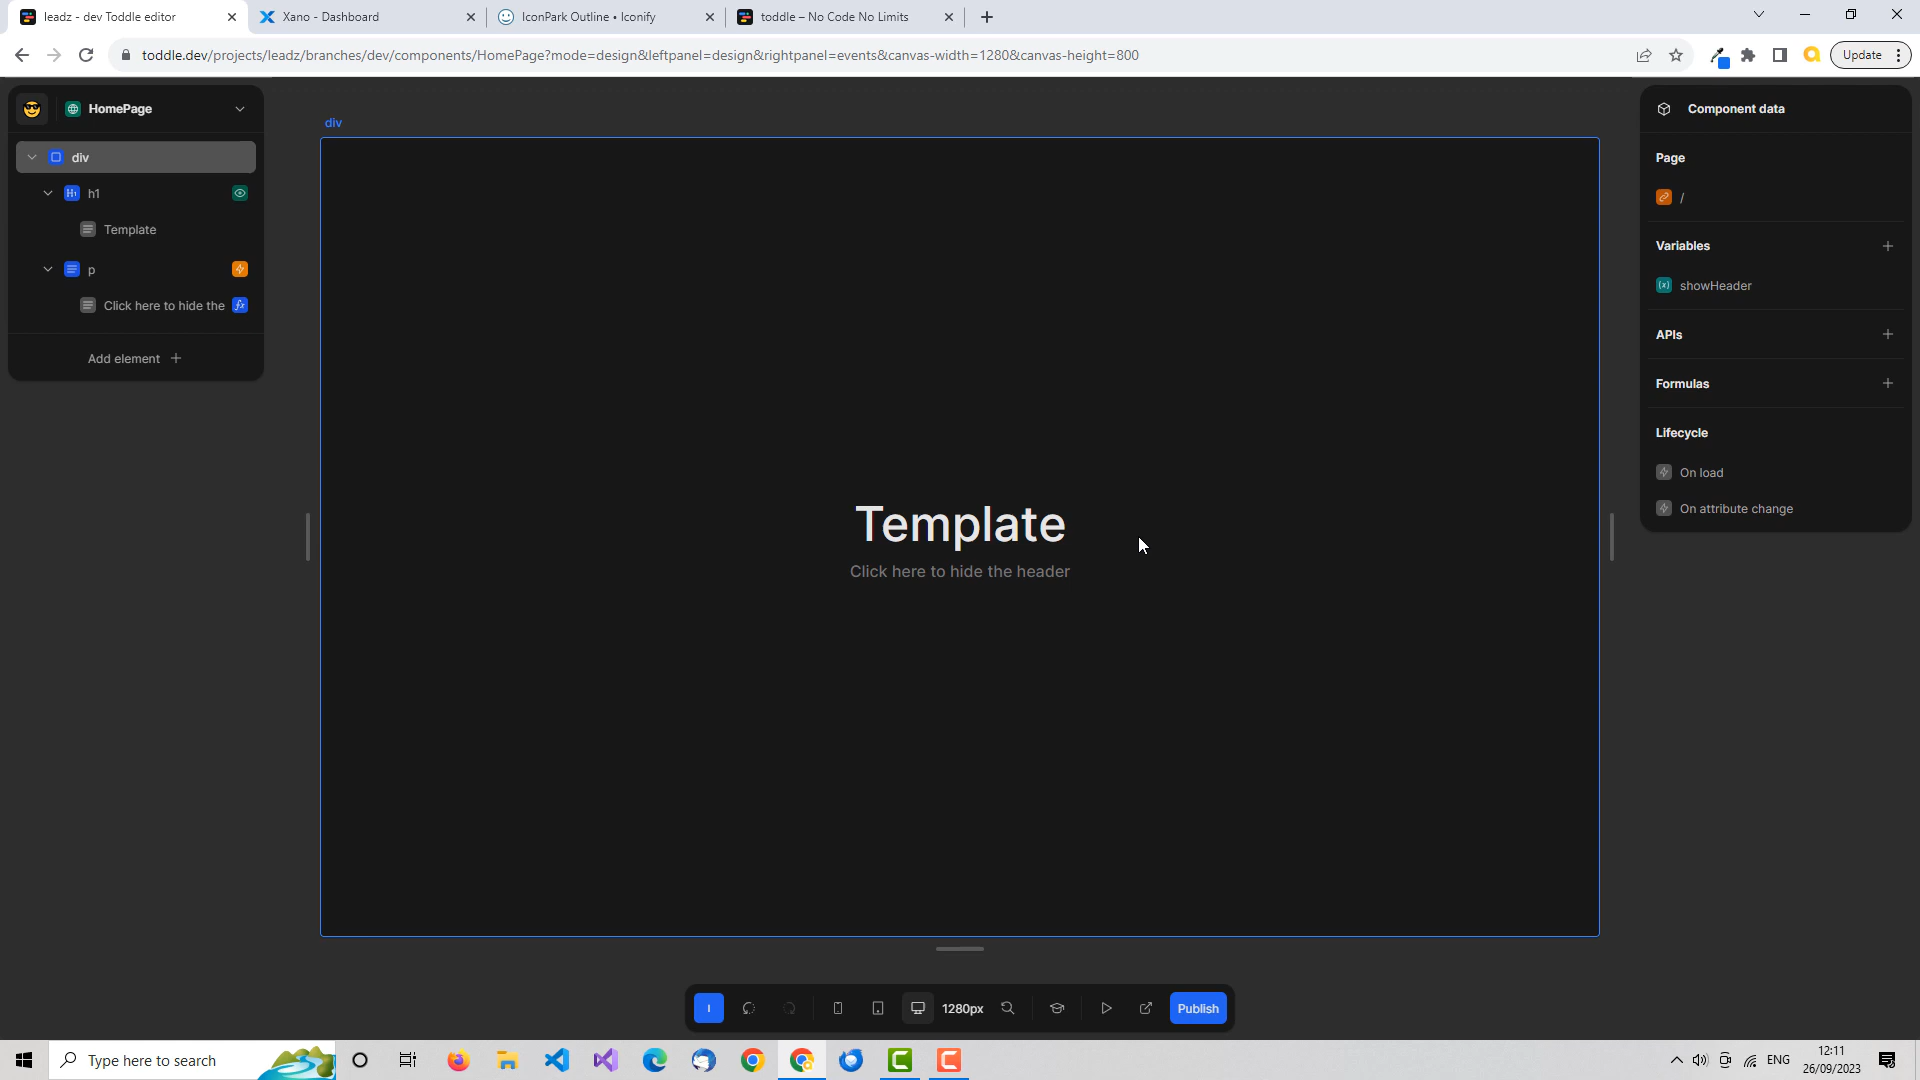 leadz - dev Toddle editor
Xano - Dashboard
IconPark Outline • Iconify
toddle – No Code No Limits
toddle.dev/projects/leadz/branches/dev/components/HomePage?mode=design&leftpanel=design&rightpanel=events&canvas-width=1280&canvas-height=800
Update
HomePage
div
H1 h1
Template
p
Click here to hide the
Add element
div
Template
Click here to hide the header
Component data
Page
/
Variables
showHeader
APIs
Formulas
Lifecycle
On load
On attribute change
1280px
Publish
Type here to search
ENG
12:11
26/09/2023